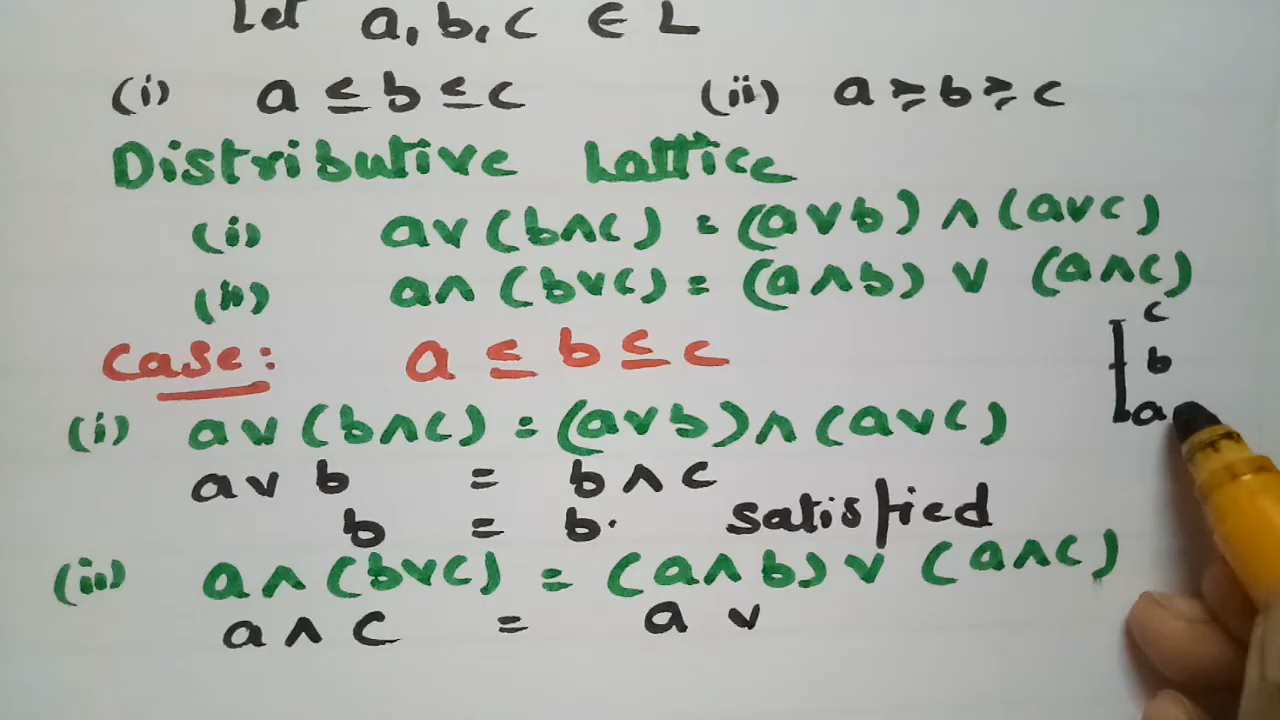 Let a, b, c ∈ L
(i) a ≤ b ≤ c (ii) a ⩾ b ⩾ c
Distributive Lattice
(i) a∨(b∧c) = (a∨b) ∧ (a∨c)
(ii) a∧(b∨c) = (a∧b) ∨ (a∧c)
Case: a ≤ b ≤ c
c
b
a
(i) a∨(b∧c) = (a∨b)∧(a∨c)
a∨b = b∧c
b = b. satisfied
(ii) a∧(b∨c) = (a∧b)∨(a∧c)
a∧c = a∨